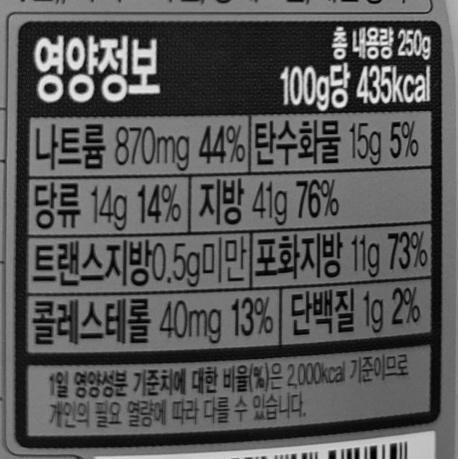 영양정보
총 내용량 250g
100g당 435kcal
나트륨 870mg 44% 탄수화물 15g 5%
당류 14g 14% 지방 41g 76%
트랜스지방0.5g미만 포화지방 11g 73%
콜레스테롤 40mg 13% 단백질 1g 2%
1일 영양성분 기준치에 대한 비율(%)은 2,000kcal 기준이므로
개인의 필요 열량에 따라 다를 수 있습니다.